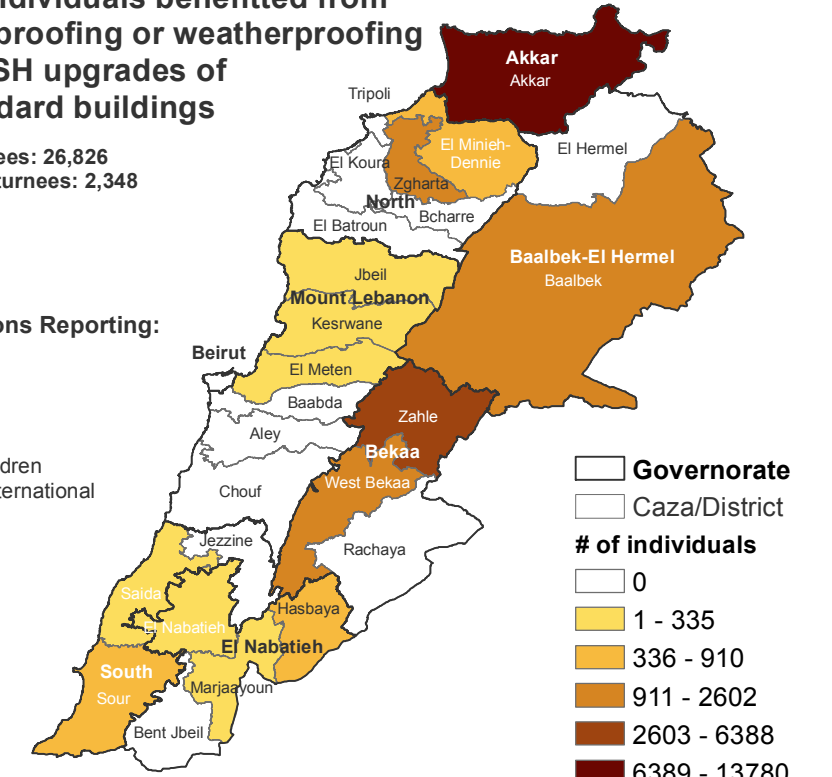 ndividuals benefitted from
proofing or weatherproofing
SH upgrades of
dard buildings
ees: 26,826
turnees: 2,348
ons Reporting:
dren
ternational
Akkar
Akkar
Tripoli
El Minieh-
Dennie
El Hermel
El Koura
Zgharta
North
Bcharre
El Batroun
Baalbek-El Hermel
Baalbek
Jbeil
Mount Lebanon
Kesrwane
Beirut
El Meten
Baabda
Zahle
Aley
Bekaa
West Bekaa
Chouf
Jezzine
Rachaya
Saida
Hasbaya
El Nabatieh
El Nabatieh
South
Sour
Marjaayoun
Bent Jbeil
Governorate
Caza/District
# of individuals
0
1 - 335
336 - 910
911 - 2602
2603 - 6388
6389 - 13780